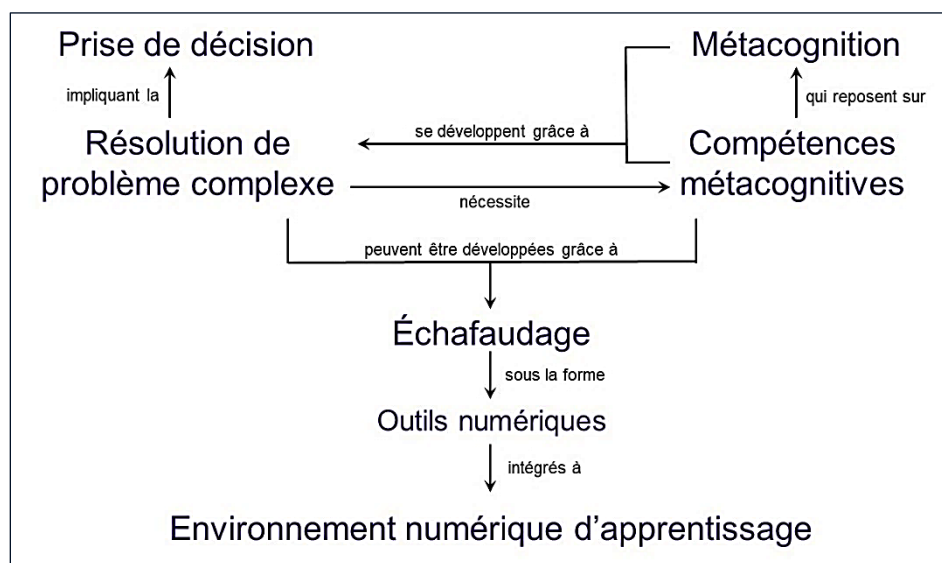 Prise de décision
Métacognition
impliquant la
qui reposent sur
se développent grâce à
Résolution de
problème complexe
Compétences
métacognitives
nécessite
peuvent être développées grâce à
Échafaudage
sous la forme
Outils numériques
intégrés à
Environnement numérique d’apprentissage